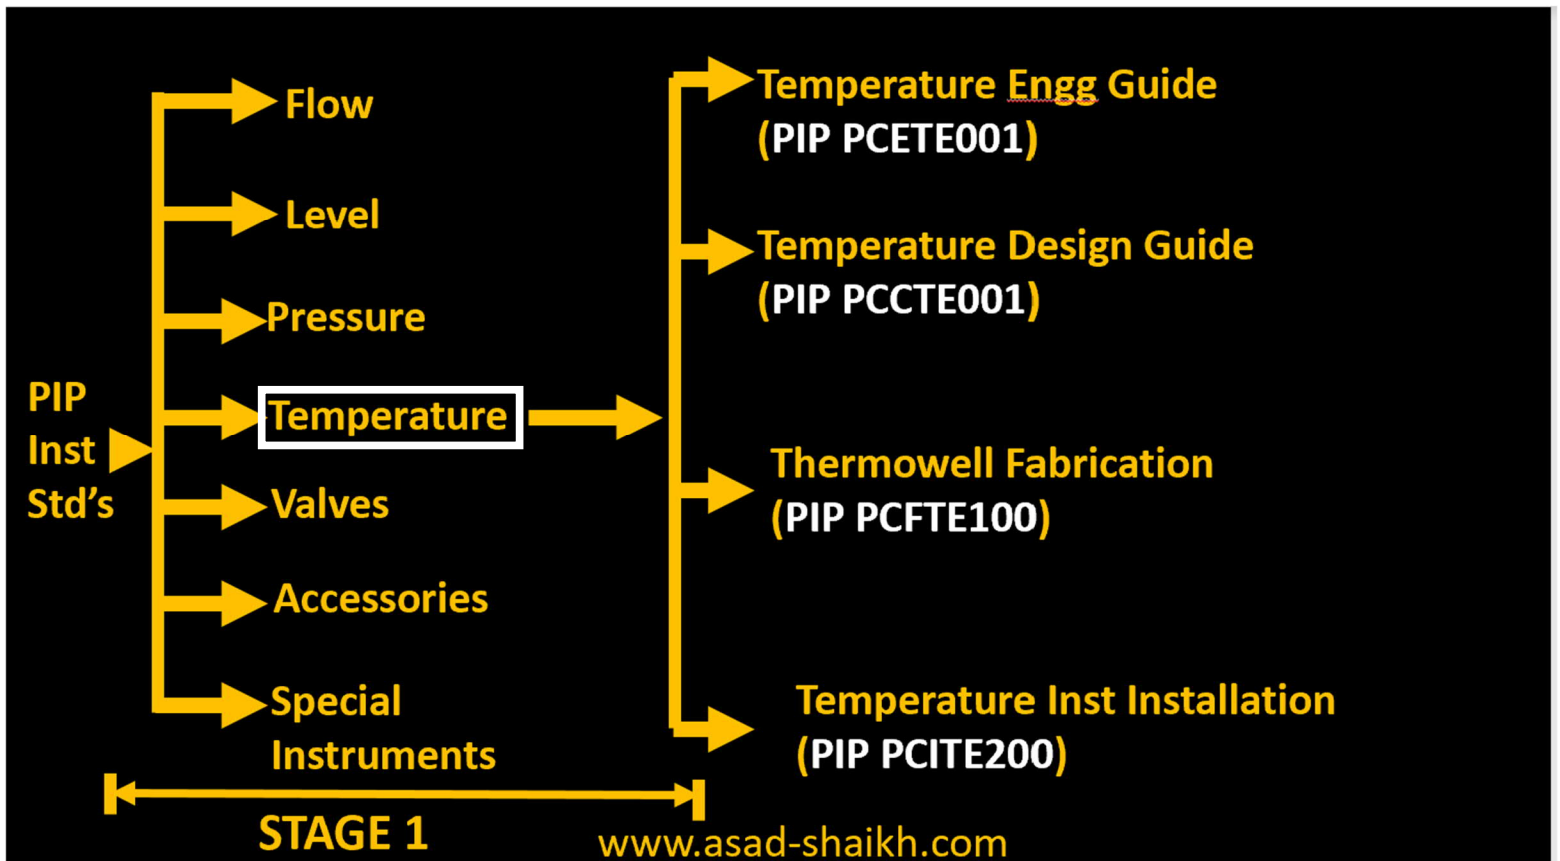 PIP
Inst
Std's
Flow
Level
Pressure
Temperature
Valves
Accessories
Special
Instruments
Temperature Engg Guide
(PIP PCETE001)
Temperature Design Guide
(PIP PCCTE001)
Thermowell Fabrication
(PIP PCFTE100)
Temperature Inst Installation
(PIP PCITE200)
STAGE 1
www.asad-shaikh.com